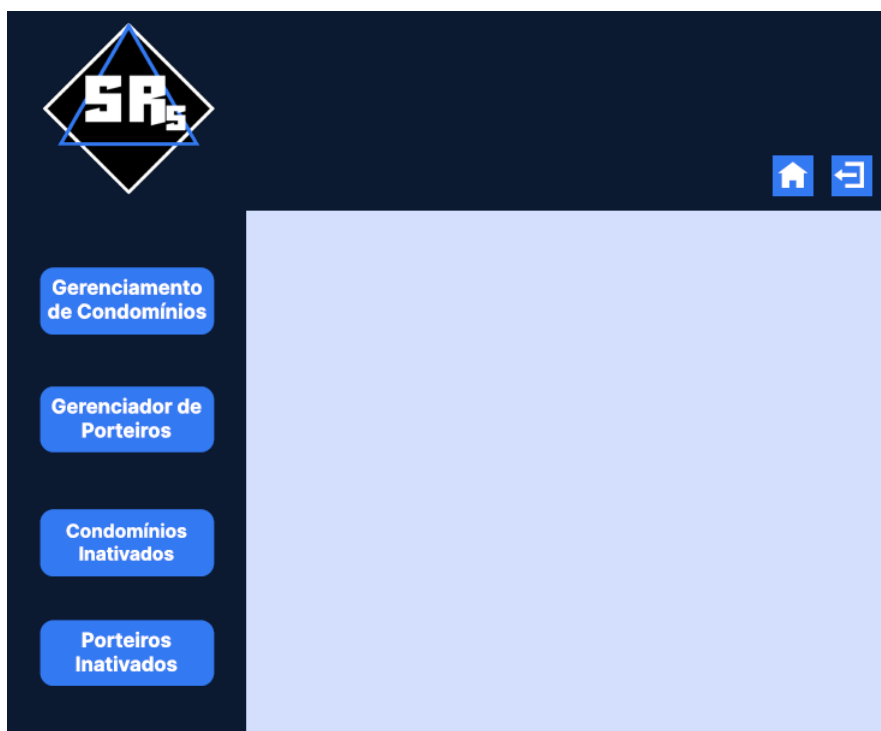 SRs
Gerenciamento
de Condomínios
Gerenciador de
Porteiros
Condomínios
Inativados
Porteiros
Inativados